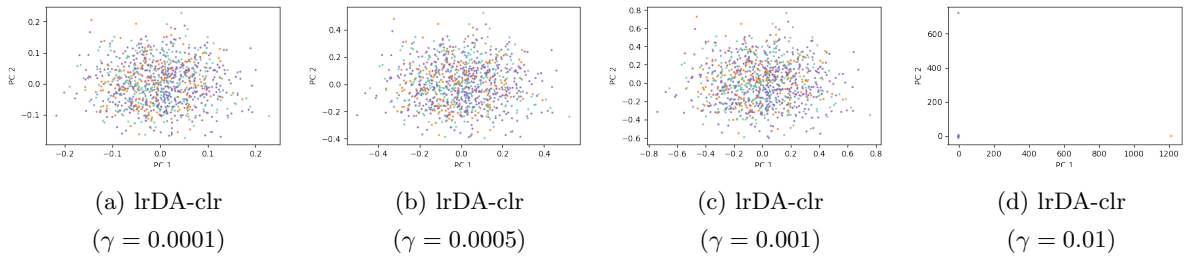 0.2
0.1
0.0
−0.1
PC 2
−0.2
−0.1
0.0
0.1
0.2
PC 1
0.4
0.2
0.0
−0.2
−0.4
PC 2
−0.4
−0.2
0.0
0.2
0.4
PC 1
0.8
0.6
0.4
0.2
0.0
−0.2
−0.4
−0.6
PC 2
−0.8
−0.6
−0.4
−0.2
0.0
0.2
0.4
0.6
0.8
PC 1
600
400
200
0
PC 2
0
200
400
600
800
1000
1200
PC 1
(a) lrDA-clr
(γ = 0.0001)
(b) lrDA-clr
(γ = 0.0005)
(c) lrDA-clr
(γ = 0.001)
(d) lrDA-clr
(γ = 0.01)